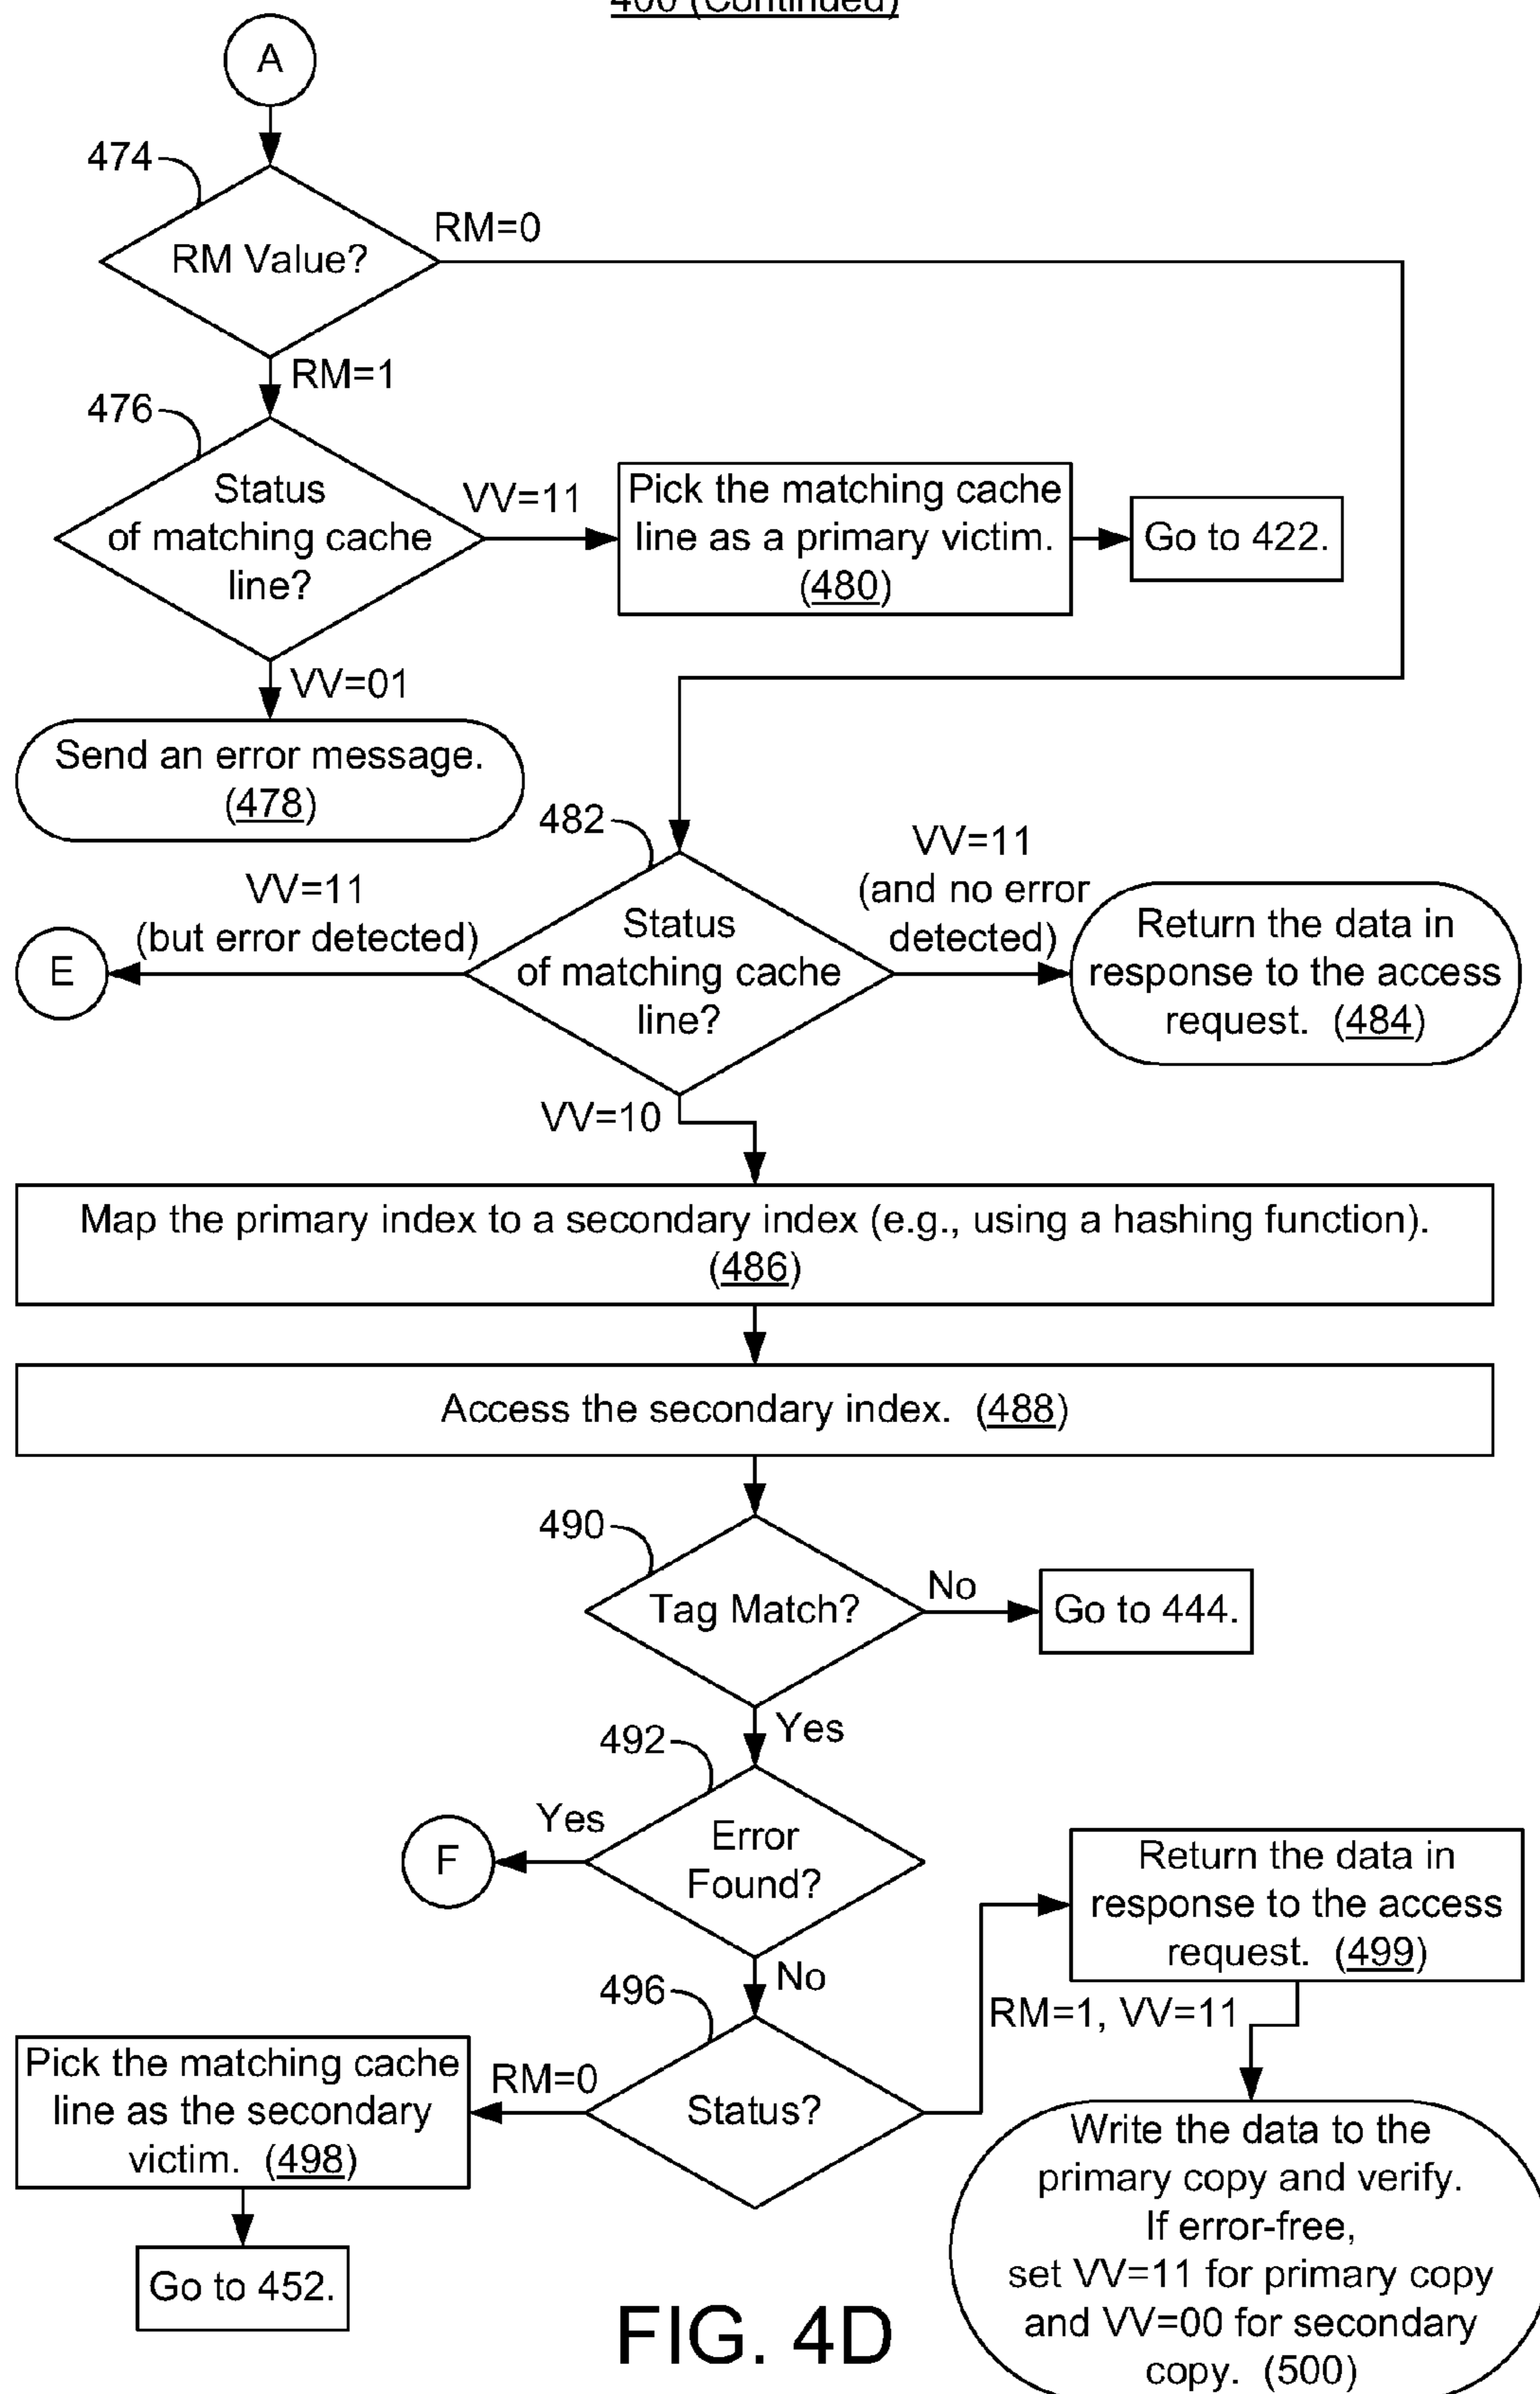 400 (Continued)
A
474
RM=0
RM Value?
RM=1
476
Status
of matching cache
line?
VV=11
Pick the matching cache
line as a primary victim.
(480)
Go to 422.
VV=01
Send an error message.
(478)
482
VV=11
(and no error
detected)
VV=11
(but error detected)
E
Status
of matching cache
line?
Return the data in
response to the access
request. (484)
VV=10
Map the primary index to a secondary index (e.g., using a hashing function).
(486)
Access the secondary index. (488)
490
Tag Match?
No
Go to 444.
Yes
492
Yes
F
Error
Found?
No
Return the data in
response to the access
request. (499)
496
RM=1, VV=11
Pick the matching cache
line as the secondary
victim. (498)
RM=0
Status?
Write the data to the
primary copy and verify.
If error-free,
set VV=11 for primary copy
and VV=00 for secondary
copy. (500)
Go to 452.
FIG. 4D